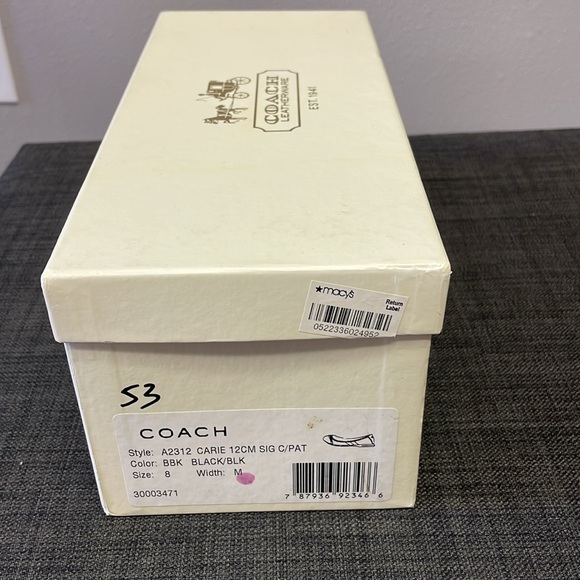 COACH
LEATHERWARE
EST. 1941
★macy's
Return
Label
0522336024952
53
COACH
Style: A2312 CARIE 12CM SIG C/PAT
Color: BBK BLACK/BLK
Size: 8 Width: M
30003471
7 87936 92346 6